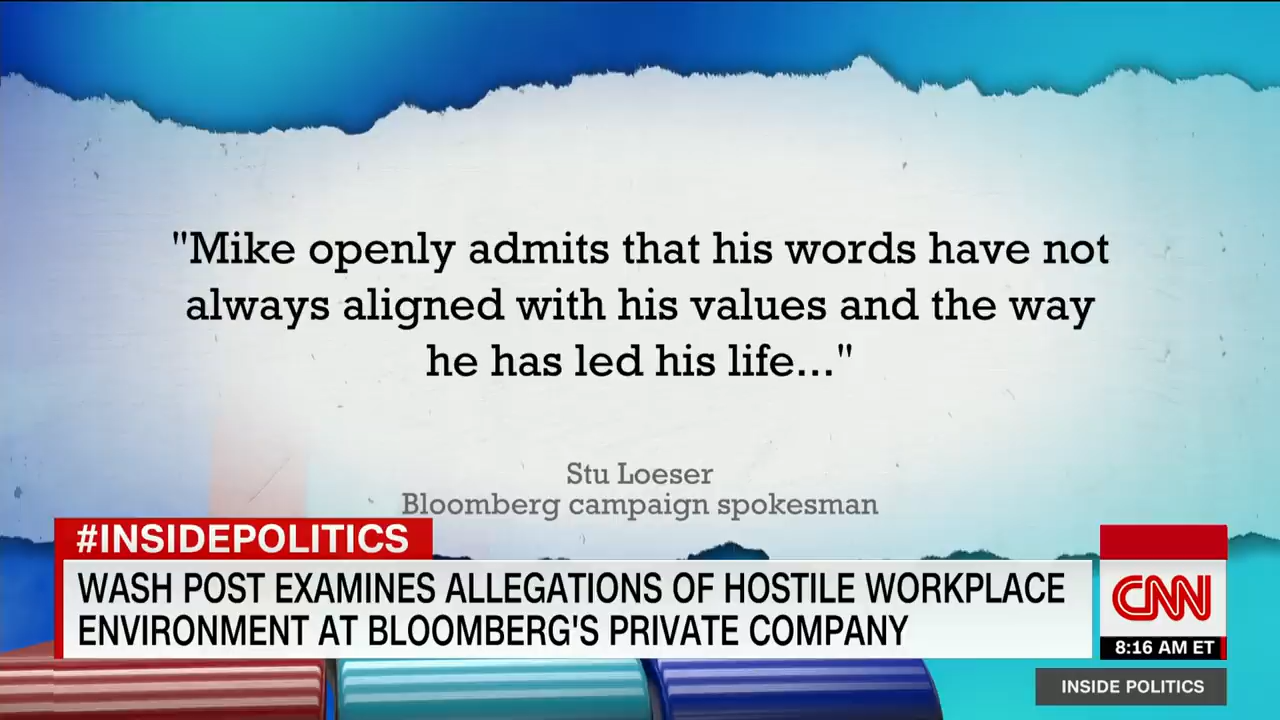 "Mike openly admits that his words have not
always aligned with his values and the way
he has led his life..."
Stu Loeser
Bloomberg campaign spokesman
#INSIDEPOLITICS
WASH POST EXAMINES ALLEGATIONS OF HOSTILE WORKPLACE
ENVIRONMENT AT BLOOMBERG'S PRIVATE COMPANY
CNN
8:16 AM ET
INSIDE POLITICS